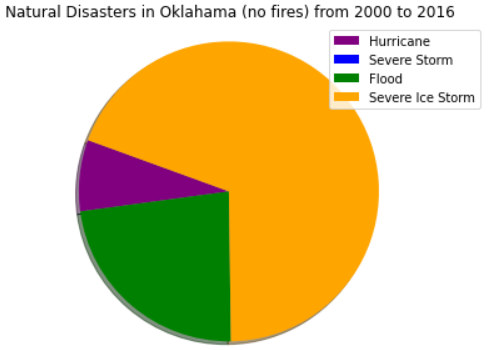 Natural Disasters in Oklahoma (no fires) from 2000 to 2016
Hurricane
Severe Storm
Flood
Severe Ice Storm